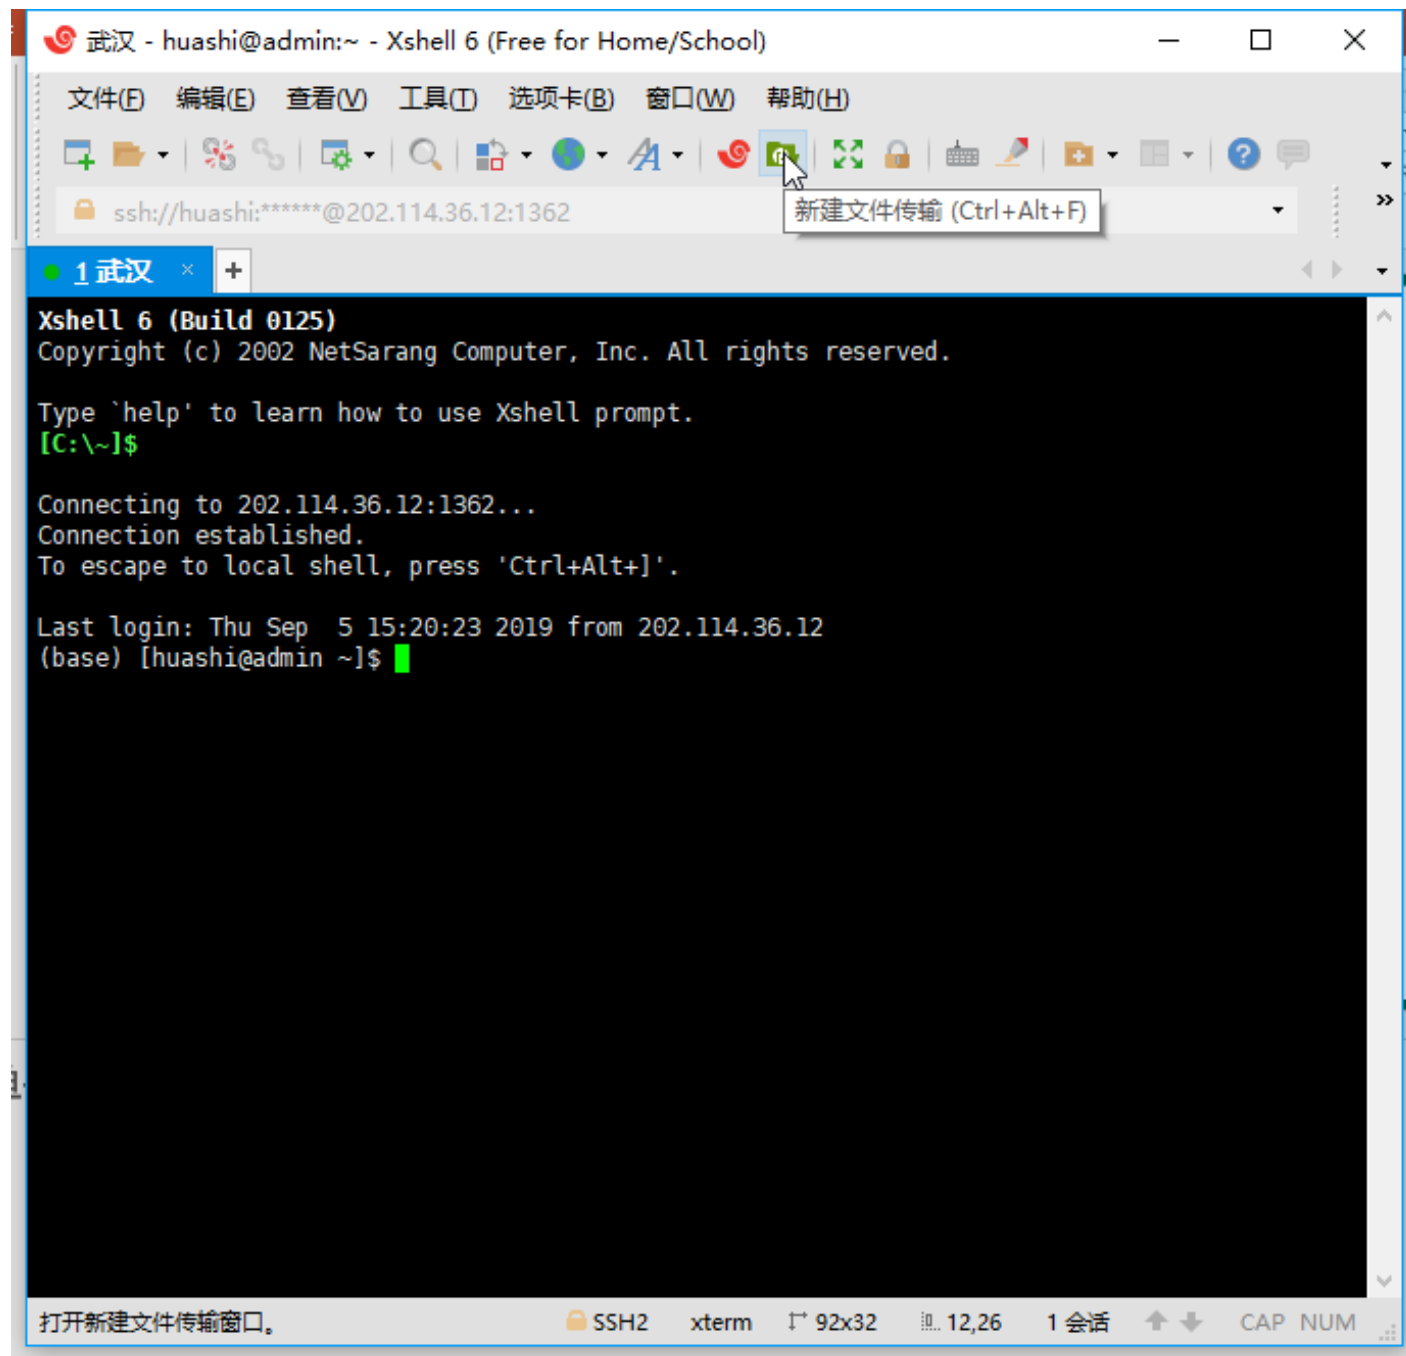 武汉 - huashi@admin:~ - Xshell 6 (Free for Home/School)
文件(F) 编辑(E) 查看(V) 工具(T) 选项卡(B) 窗口(W) 帮助(H)
ssh://huashi:******@202.114.36.12:1362
新建文件传输 (Ctrl+Alt+F)
1 武汉 × +
Xshell 6 (Build 0125)
Copyright (c) 2002 NetSarang Computer, Inc. All rights reserved.
Type `help' to learn how to use Xshell prompt.
[C:\~]$
Connecting to 202.114.36.12:1362...
Connection established.
To escape to local shell, press 'Ctrl+Alt+]'.
Last login: Thu Sep  5 15:20:23 2019 from 202.114.36.12
(base) [huashi@admin ~]$
打开新建文件传输窗口。 SSH2 xterm 92x32 12,26 1 会话 CAP NUM